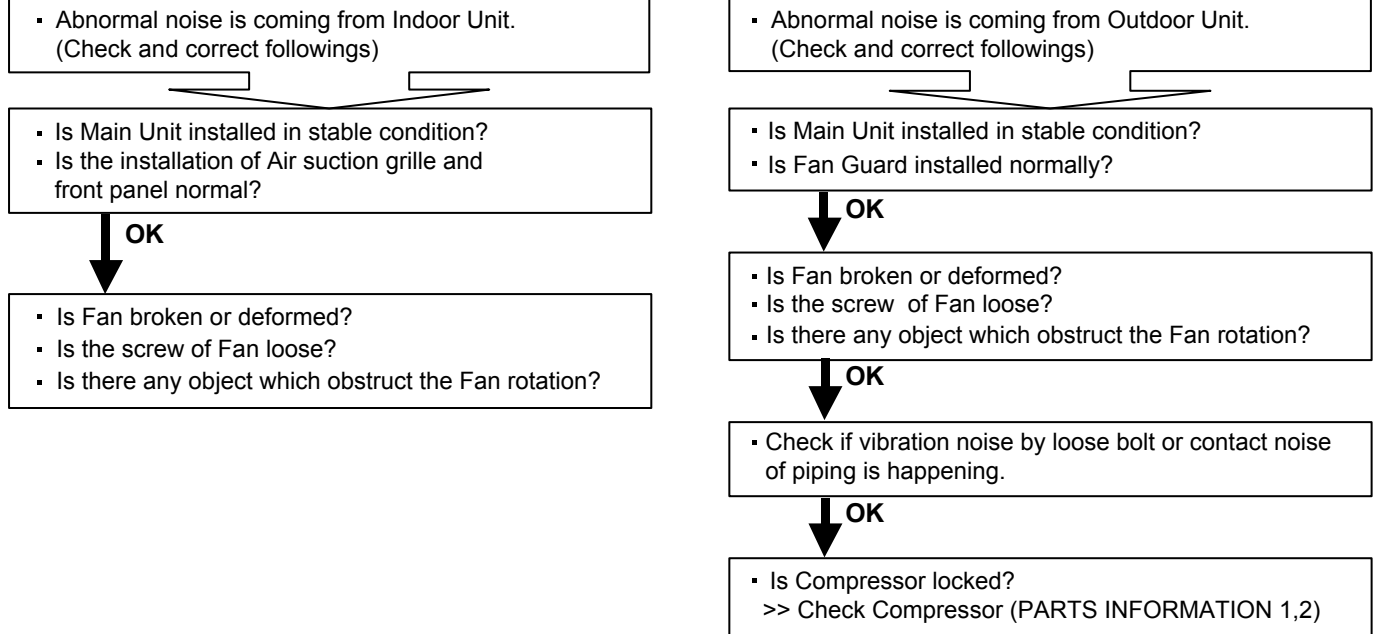 ▪ Abnormal noise is coming from Indoor Unit.
(Check and correct followings)
▪ Is Main Unit installed in stable condition?
▪ Is the installation of Air suction grille and
front panel normal?
OK
▪ Is Fan broken or deformed?
▪ Is the screw of Fan loose?
▪ Is there any object which obstruct the Fan rotation?
▪ Abnormal noise is coming from Outdoor Unit.
(Check and correct followings)
▪ Is Main Unit installed in stable condition?
▪ Is Fan Guard installed normally?
OK
▪ Is Fan broken or deformed?
▪ Is the screw of Fan loose?
▪ Is there any object which obstruct the Fan rotation?
OK
▪ Check if vibration noise by loose bolt or contact noise
of piping is happening.
OK
▪ Is Compressor locked?
>> Check Compressor (PARTS INFORMATION 1,2)